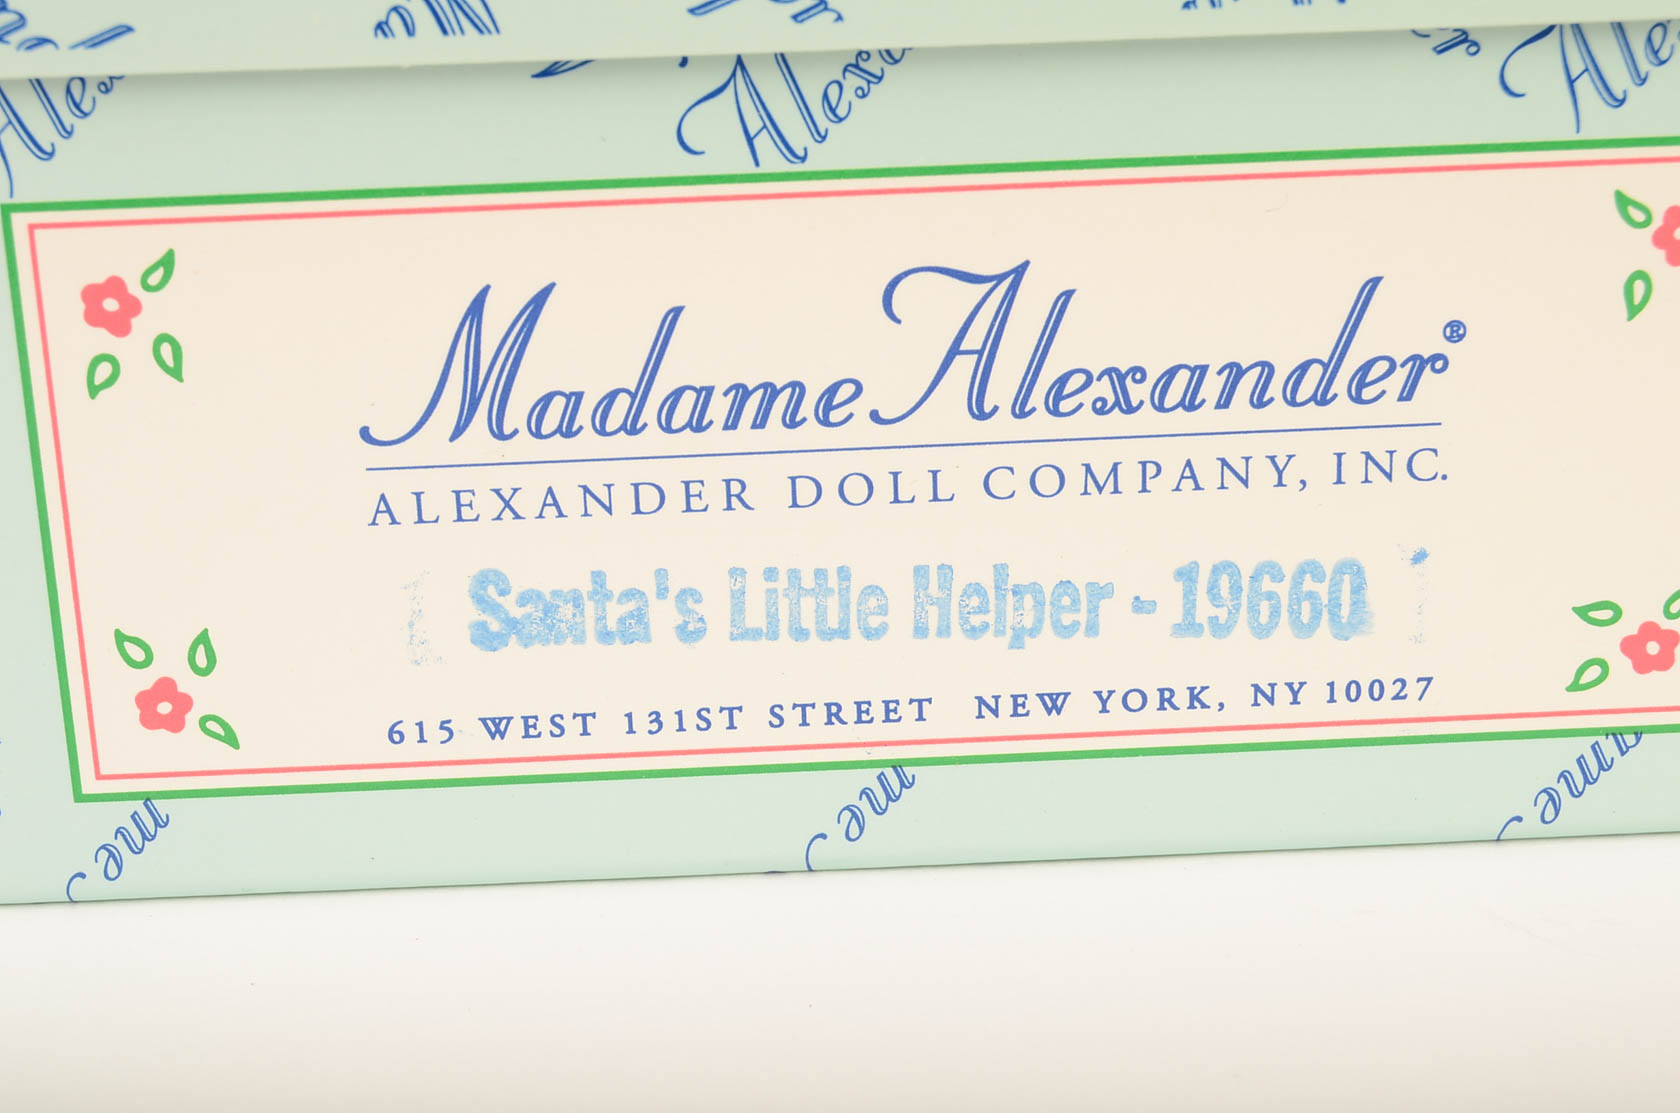 Madame Alexander®
ALEXANDER DOLL COMPANY, INC.
Santa's Little Helper - 19660
615 WEST 131ST STREET NEW YORK, NY 10027